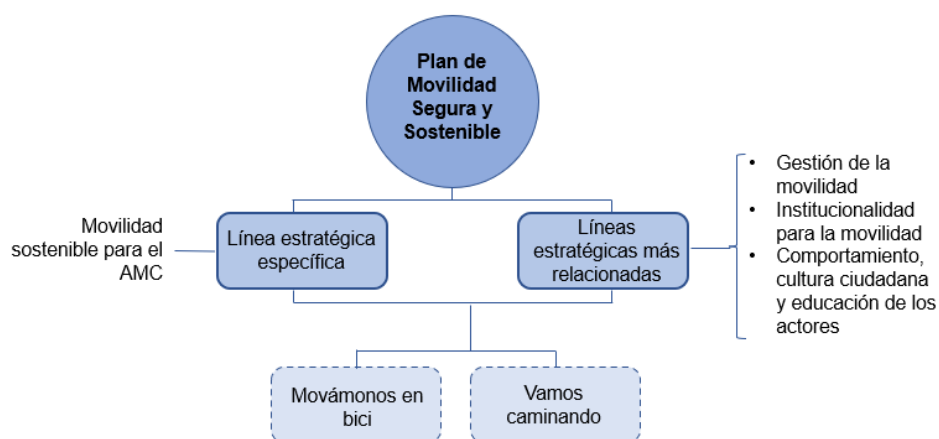 Plan de
Movilidad
Segura y
Sostenible
Movilidad
sostenible para el
AMC
Línea estratégica
específica
Líneas
estratégicas más
relacionadas
• Gestión de la
movilidad
• Institucionalidad
para la movilidad
• Comportamiento,
cultura ciudadana
y educación de los
actores
Movámonos en
bici
Vamos
caminando